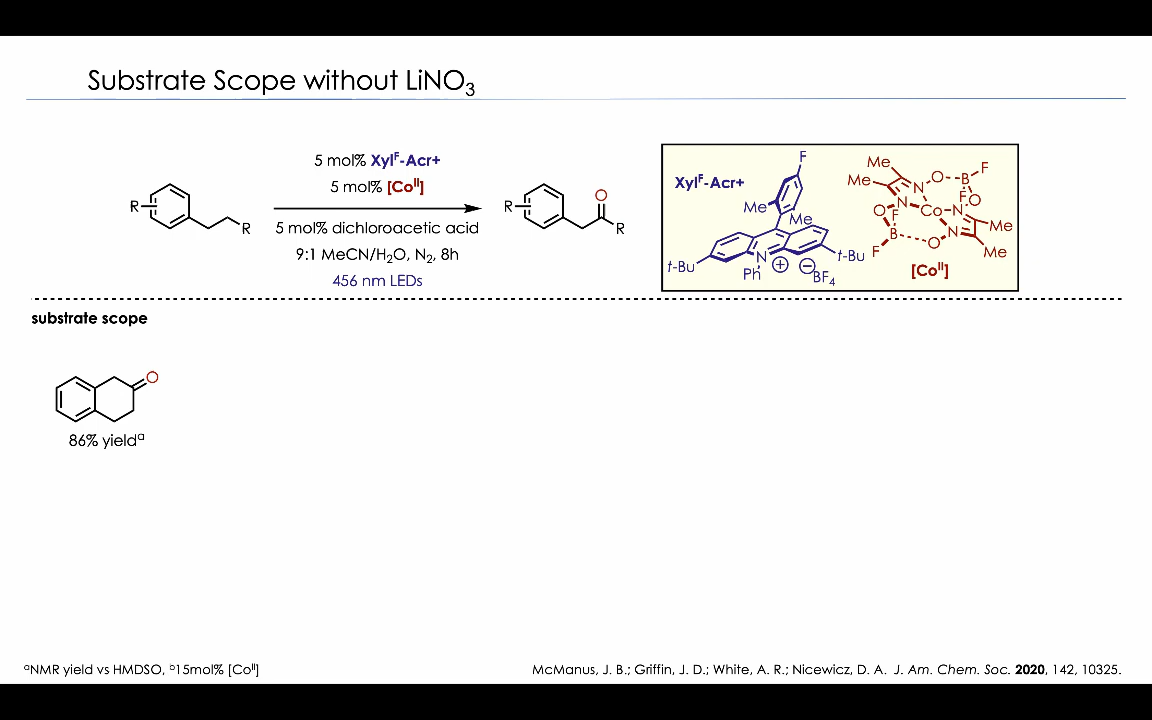 Substrate Scope without LiNO₃
5 mol% Xylᶠ-Acr+
5 mol% [Coᴵᴵ]
5 mol% dichloroacetic acid
9:1 MeCN/H₂O, N₂, 8h
456 nm LEDs
R
R
R
O
R
Xylᶠ-Acr+
F
Me
Me
t-Bu
N
Ph
⊕
⊖
BF₄
t-Bu
Me
Me
N
O
B
F
F
O
N
Co
N
O
F
B
F
O
N
Me
Me
[Coᴵᴵ]
substrate scope
O
86% yieldᵃ
ᵃNMR yield vs HMDSO, ᵇ15mol% [Coᴵᴵ]
McManus, J. B.; Griffin, J. D.; White, A. R.; Nicewicz, D. A. J. Am. Chem. Soc. 2020, 142, 10325.